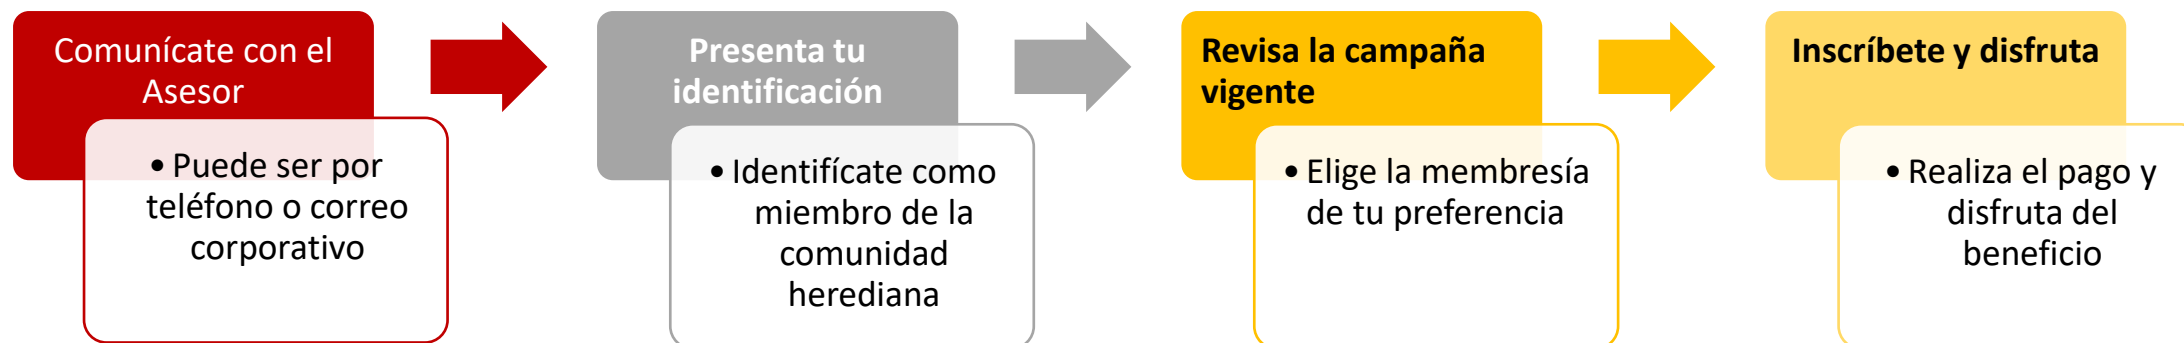 Comunícate con el
Asesor
• Puede ser por
teléfono o correo
corporativo
Presenta tu
identificación
• Identifícate como
miembro de la
comunidad
herediana
Revisa la campaña
vigente
• Elige la membresía
de tu preferencia
Inscríbete y disfruta
• Realiza el pago y
disfruta del
beneficio